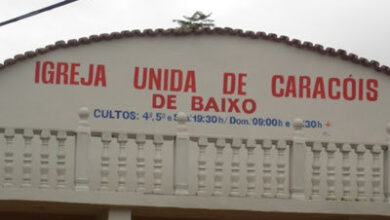 IGREJA UNIDA DE CARACÓIS
DE BAIXO
CULTOS: 4ª, 5ª e 19:30h / Dom. 09:00h e